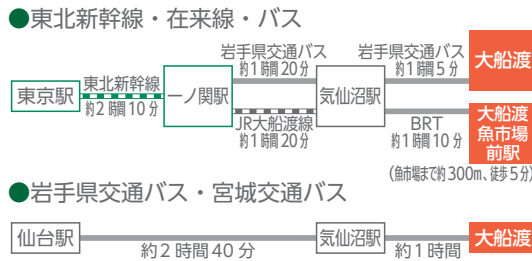 ●東北新幹線・在来線・バス
岩手県交通バス 岩手県交通バス
約1時間20分 約1時間5分 大船渡
東京駅 東北新幹線 一ノ関駅 気仙沼駅
約2時間10分
JR大船渡線 BRT
約1時間20分 約1時間10分
大船渡
魚市場
前駅
(魚市場まで約300m、徒歩5分)
●岩手県交通バス・宮城交通バス
仙台駅 約2時間40分 気仙沼駅 約1時間 大船渡